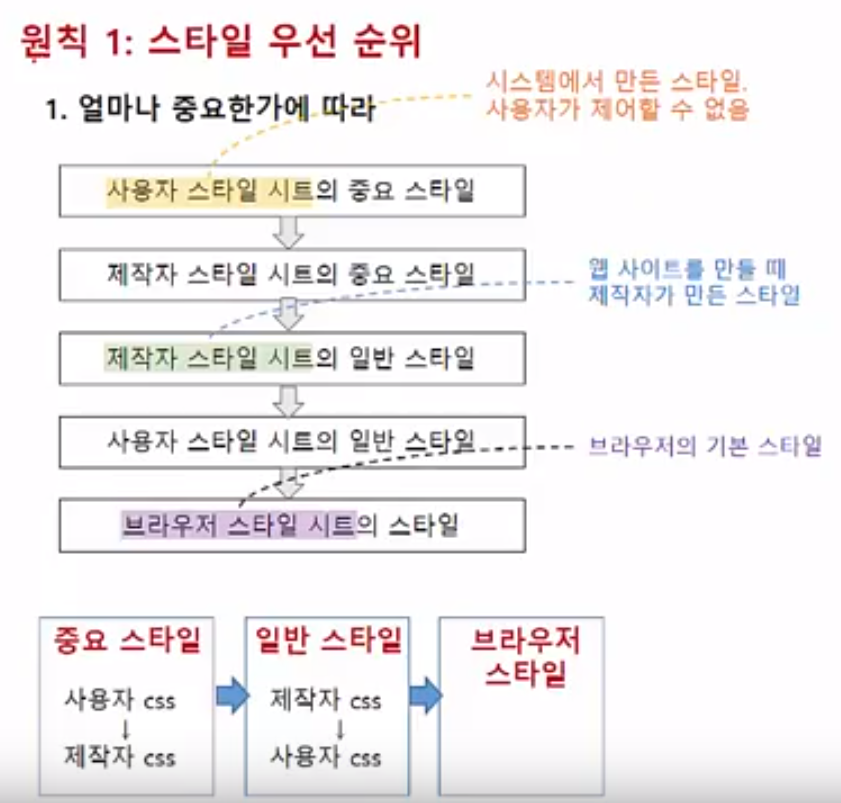 원칙 1: 스타일 우선 순위
1. 얼마나 중요한가에 따라
시스템에서 만든 스타일.
사용자가 제어할 수 없음
사용자 스타일 시트의 중요 스타일
제작자 스타일 시트의 중요 스타일
웹 사이트를 만들 때
제작자가 만든 스타일
제작자 스타일 시트의 일반 스타일
사용자 스타일 시트의 일반 스타일
브라우저의 기본 스타일
브라우저 스타일 시트의 스타일
중요 스타일
사용자 css
↓
제작자 css
일반 스타일
제작자 css
↓
사용자 css
브라우저
스타일